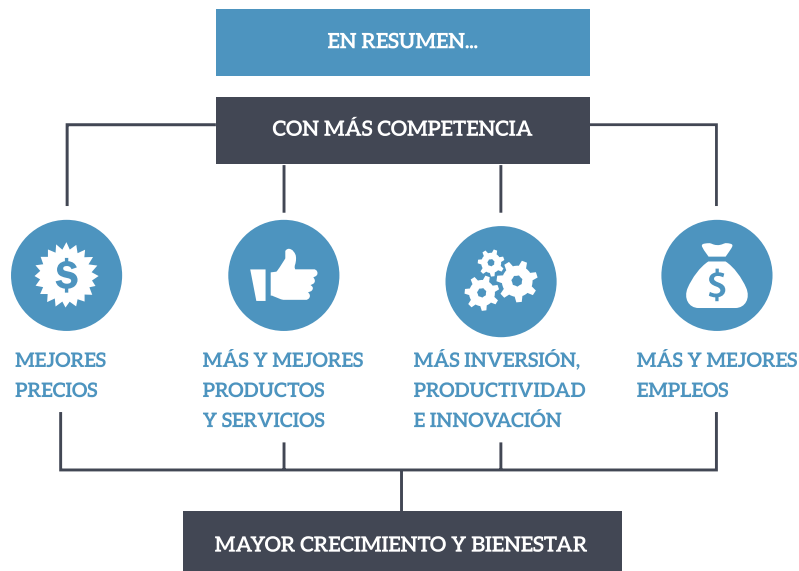 EN RESUMEN...
CON MÁS COMPETENCIA
$
$
MEJORES
PRECIOS
MÁS Y MEJORES
PRODUCTOS
Y SERVICIOS
MÁS INVERSIÓN,
PRODUCTIVIDAD
E INNOVACIÓN
MÁS Y MEJORES
EMPLEOS
MAYOR CRECIMIENTO Y BIENESTAR